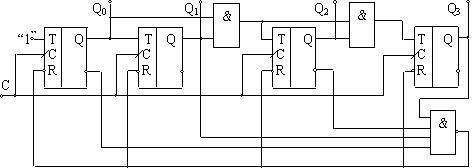 Q0 Q1 Q2 Q3
& &
"1" T Q T Q T Q T Q
C C C C
R R R R
C
&